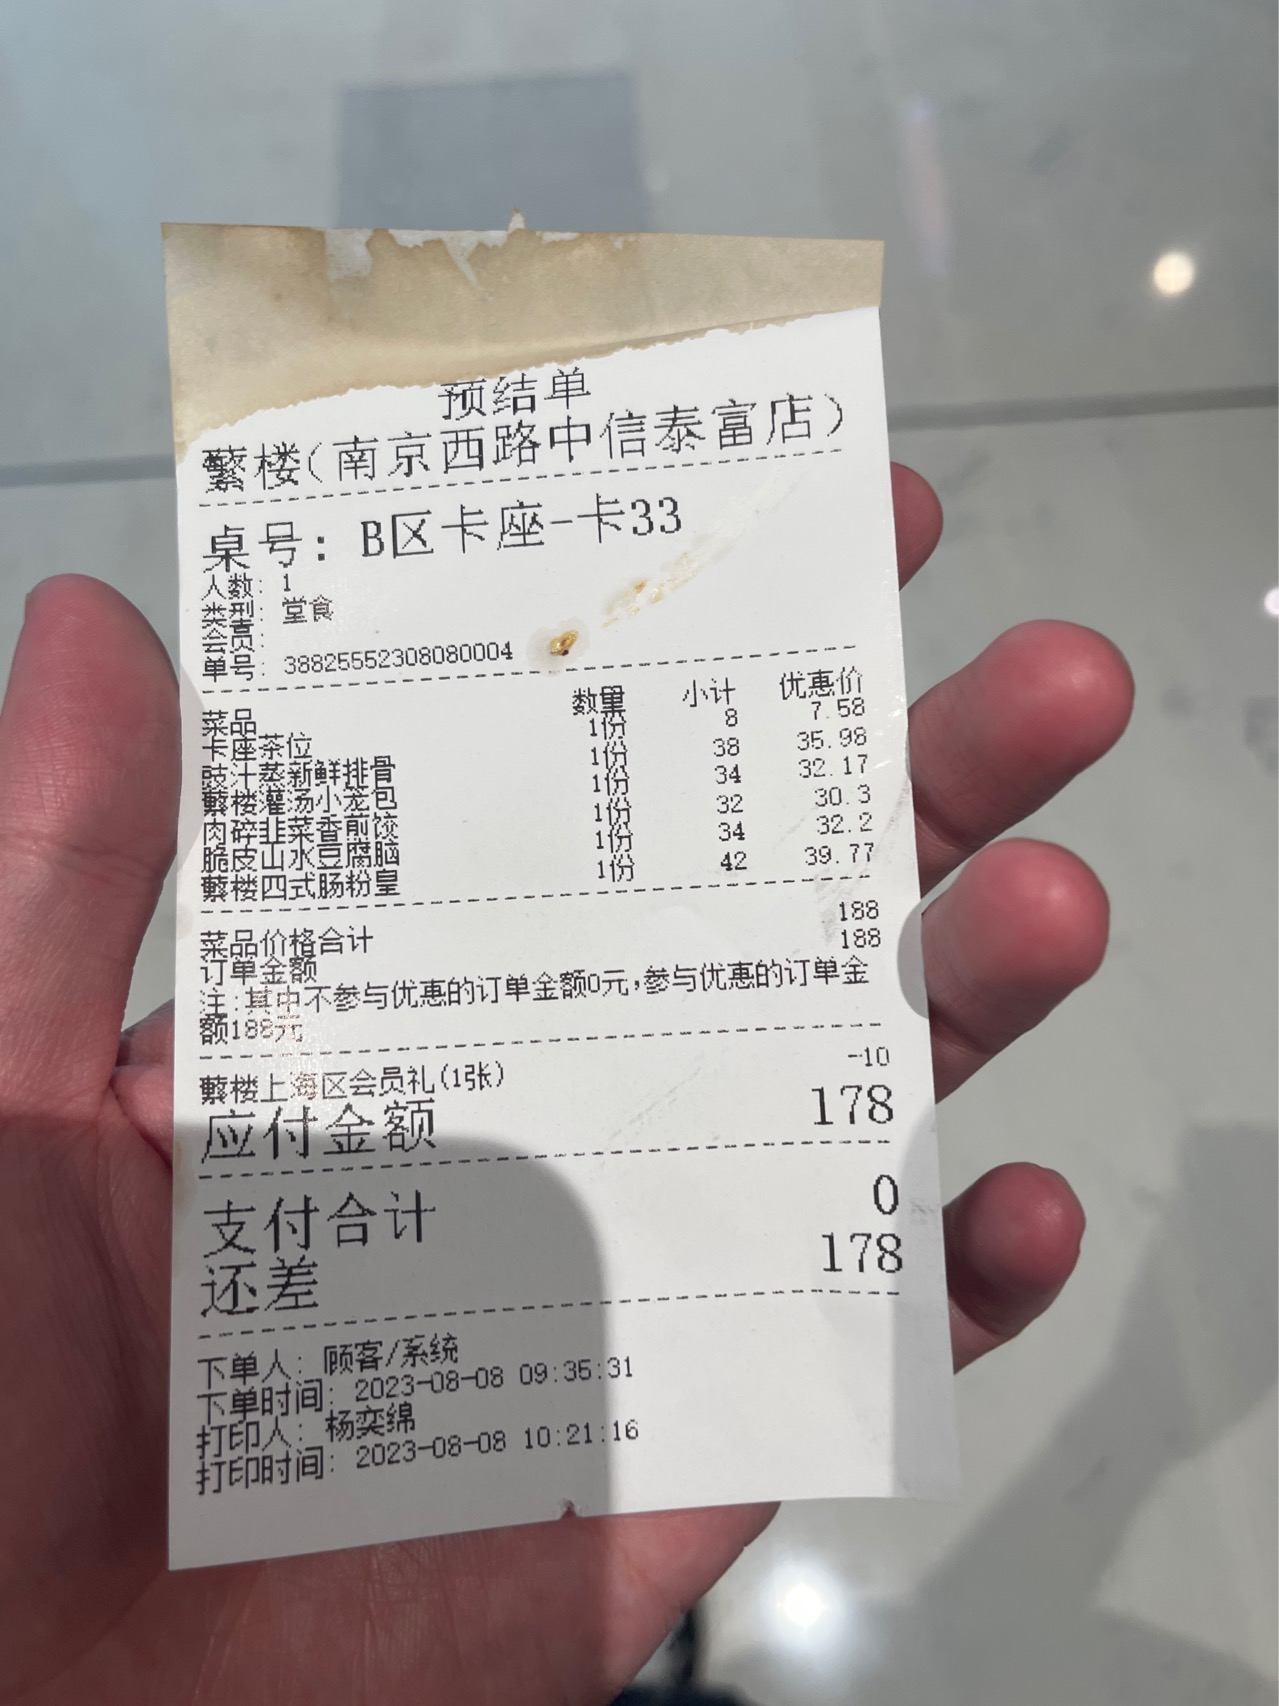 预结单
蘩楼(南京西路中信泰富店)
桌号: B区卡座-卡33
人数: 1
类型: 堂食
会员:
单号: 388255552308080004
菜品 数量 小计 优惠价
卡座茶位 1份 8 7.58
豉汁蒸新鲜排骨 1份 38 35.98
蘩楼灌汤小笼包 1份 34 32.17
肉碎韭菜香煎饺 1份 32 30.3
脆皮山水豆腐脑 1份 34 32.2
蘩楼四式肠粉皇 1份 42 39.77
菜品价格合计 188
订单金额 188
注:其中不参与优惠的订单金额0元,参与优惠的订单金
额188元
蘩楼上海区会员礼(1张) -10
应付金额 178
支付合计 0
还差 178
下单人: 顾客/系统
下单时间: 2023-08-08 09:35:31
打印人: 杨奕绵
打印时间: 2023-08-08 10:21:16